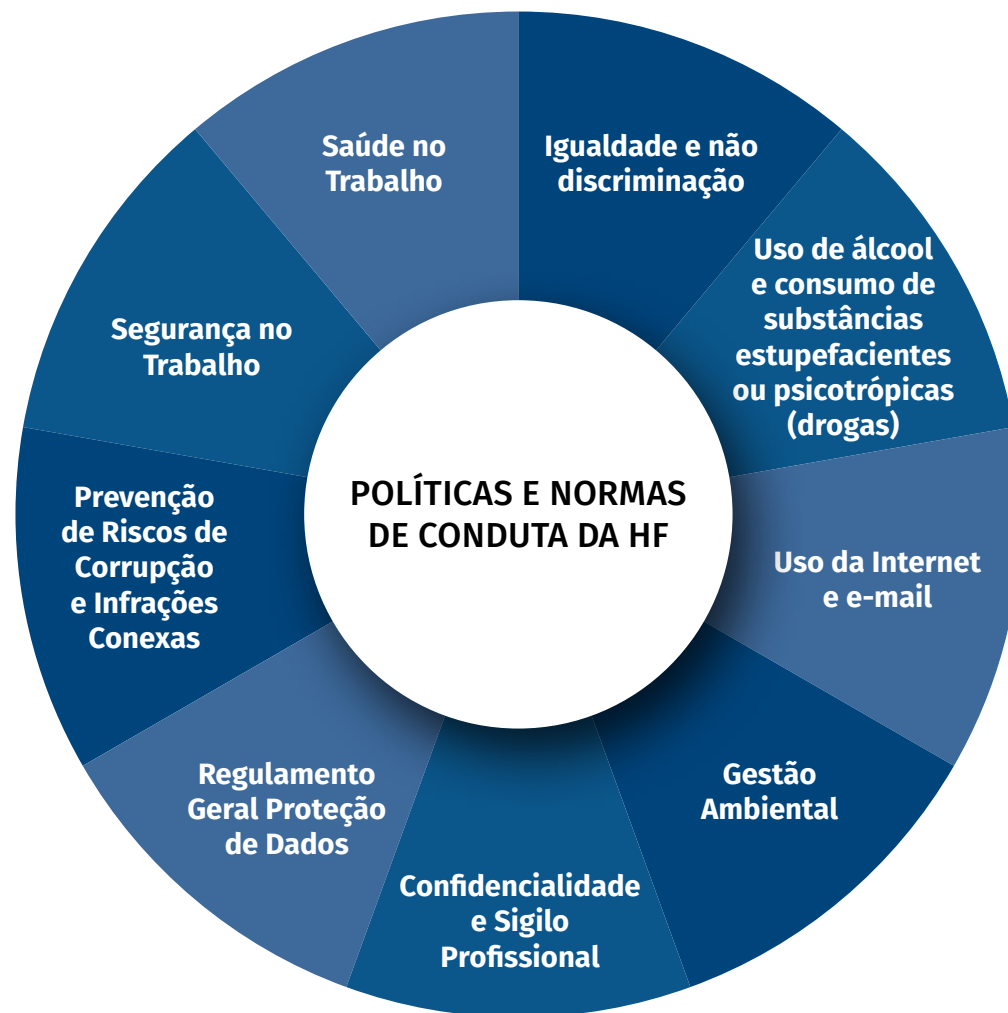 POLÍTICAS E NORMAS
DE CONDUTA DA HF
Igualdade e não
discriminação
Uso de álcool
e consumo de
substâncias
estupefacientes
ou psicotrópicas
(drogas)
Uso da Internet
e e-mail
Gestão
Ambiental
Confidencialidade
e Sigilo
Profissional
Regulamento
Geral Proteção
de Dados
Prevenção
de Riscos de
Corrupção
e Infrações
Conexas
Segurança no
Trabalho
Saúde no
Trabalho